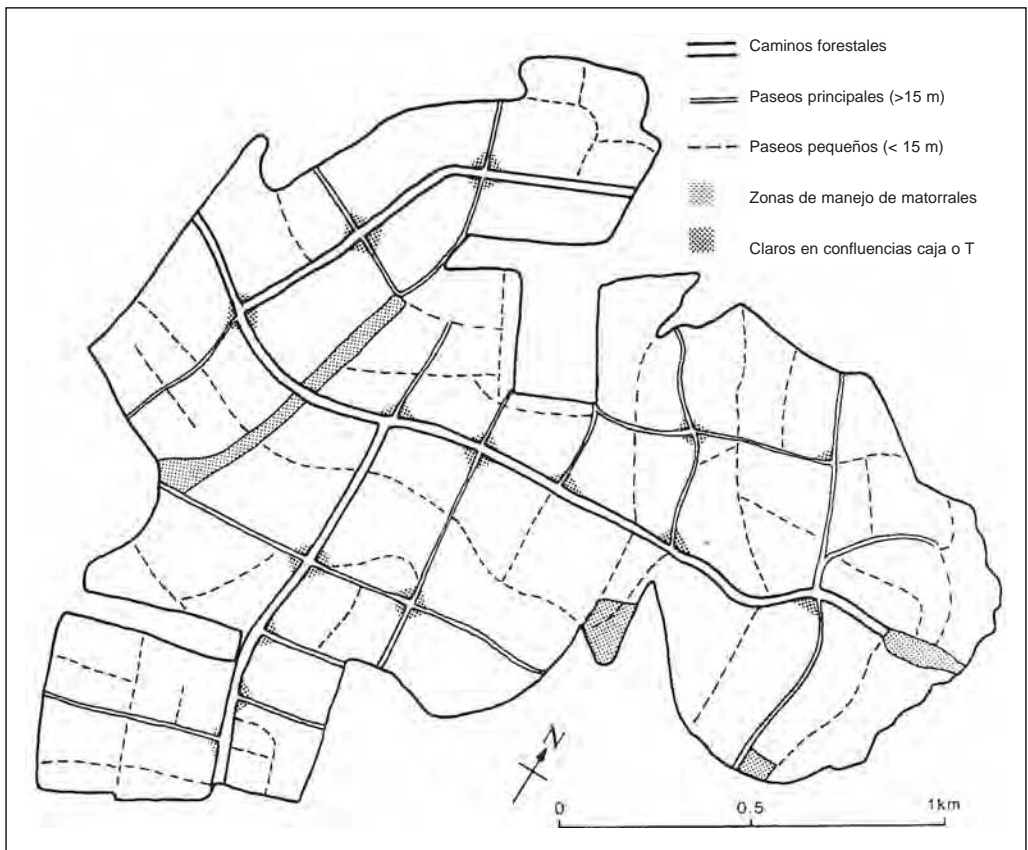 Caminos forestales
Paseos principales (>15 m)
Paseos pequeños (< 15 m)
Zonas de manejo de matorrales
Claros en confluencias caja o T
N
0 0.5 1km